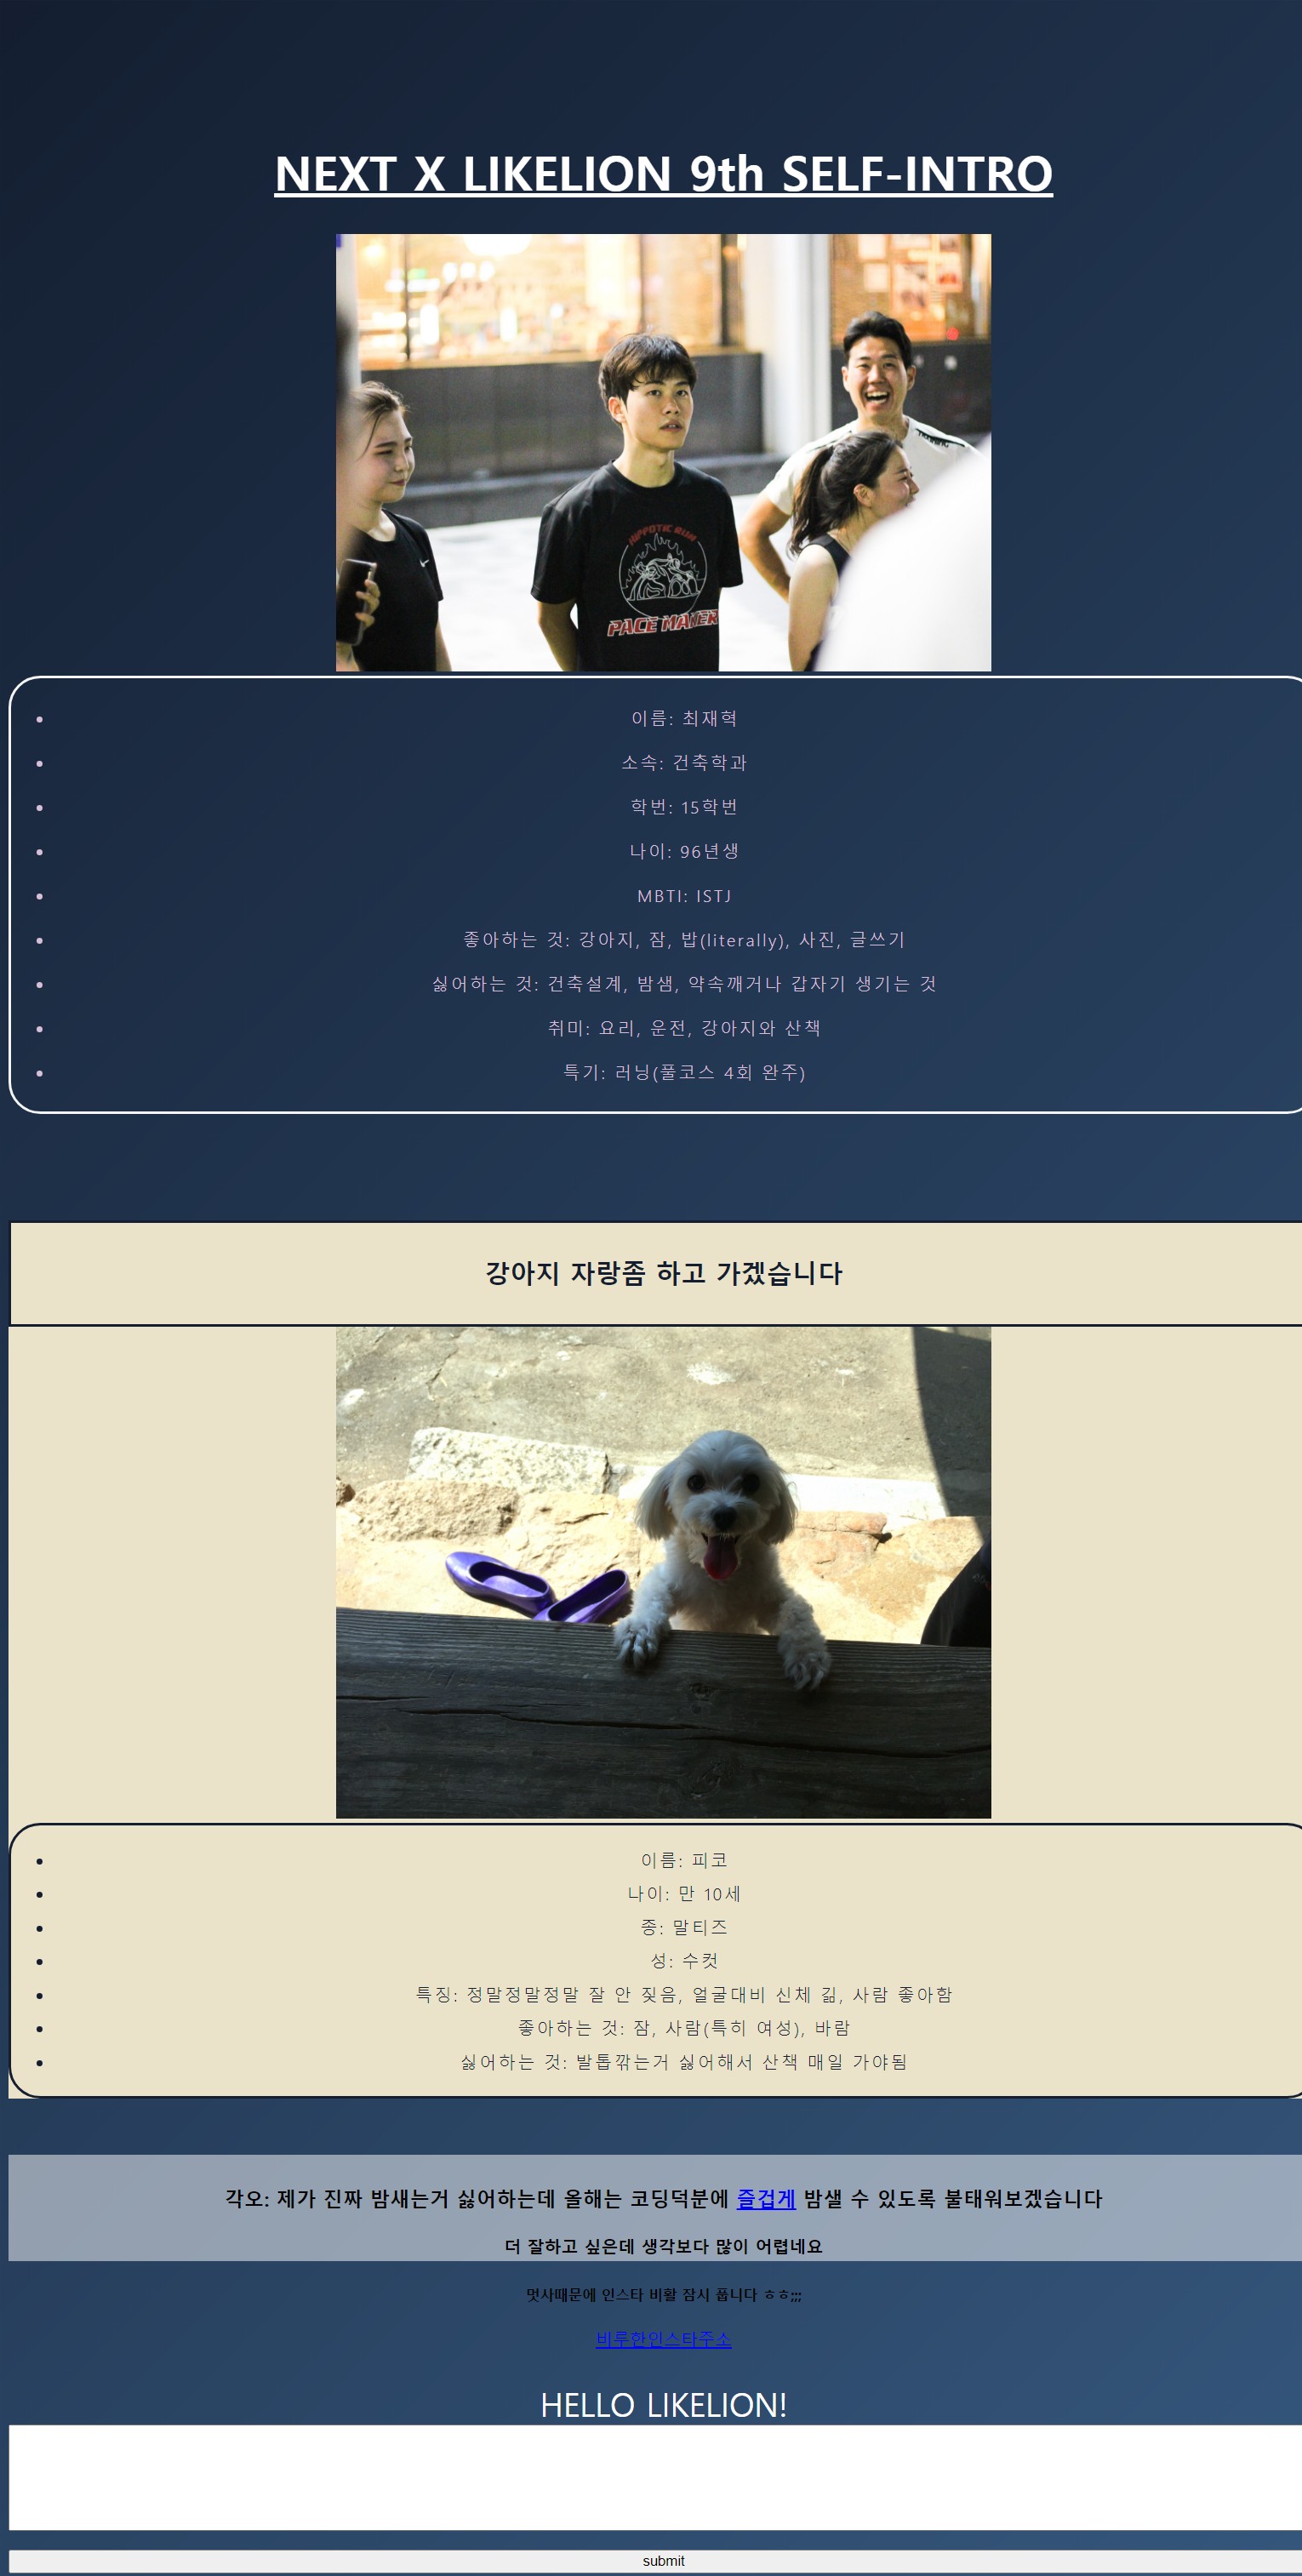 NEXT X LIKELION 9th SELF-INTRO
PACE MAKER
이름: 최재혁
소속: 건축학과
학번: 15학번
나이: 96년생
MBTI: ISTJ
좋아하는 것: 강아지, 잠, 밥(literally), 사진, 글쓰기
싫어하는 것: 건축설계, 밤샘, 약속깨거나 갑자기 생기는 것
취미: 요리, 운전, 강아지와 산책
특기: 러닝(풀코스 4회 완주)
강아지 자랑좀 하고 가겠습니다
이름: 피코
나이: 만 10세
종: 말티즈
성: 수컷
특징: 정말정말정말 잘 안 짖음, 얼굴대비 신체 긺, 사람 좋아함
좋아하는 것: 잠, 사람(특히 여성), 바람
싫어하는 것: 발톱깎는거 싫어해서 산책 매일 가야됨
각오: 제가 진짜 밤새는거 싫어하는데 올해는 코딩덕분에 즐겁게 밤샐 수 있도록 불태워보겠습니다
더 잘하고 싶은데 생각보다 많이 어렵네요
멋사때문에 인스타 비활 잠시 풉니다 ㅎㅎ;;;
비루한인스타주소
HELLO LIKELION!
submit